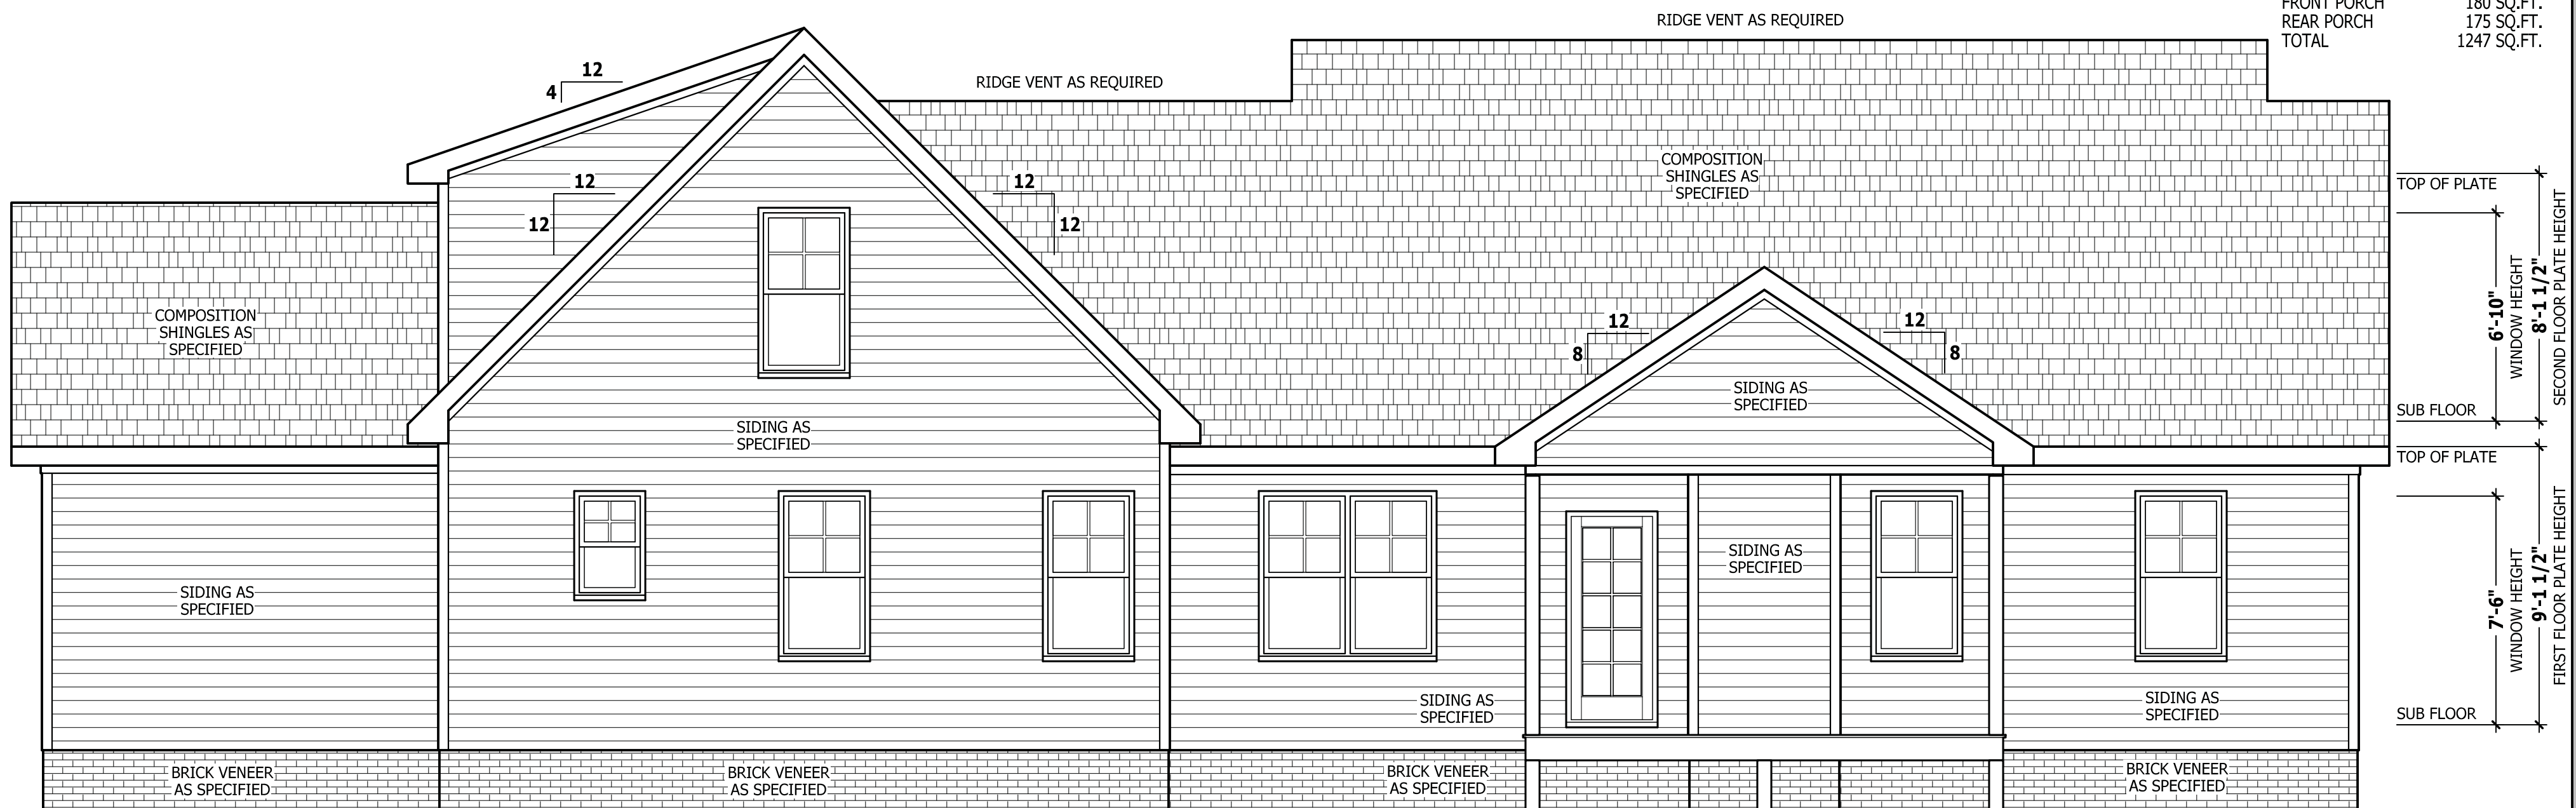 FRONT PORCH 180 SQ.FT.
REAR PORCH 175 SQ.FT.
TOTAL 1247 SQ.FT.
RIDGE VENT AS REQUIRED
RIDGE VENT AS REQUIRED
12
4
12
12
12
12
COMPOSITION
SHINGLES AS
SPECIFIED
COMPOSITION
SHINGLES AS
SPECIFIED
12
8
12
8
SIDING AS
SPECIFIED
SIDING AS
SPECIFIED
SIDING AS
SPECIFIED
SIDING AS
SPECIFIED
SIDING AS
SPECIFIED
SIDING AS
SPECIFIED
BRICK VENEER
AS SPECIFIED
BRICK VENEER
AS SPECIFIED
BRICK VENEER
AS SPECIFIED
BRICK VENEER
AS SPECIFIED
TOP OF PLATE
6'-10"
WINDOW HEIGHT
8'-1 1/2"
SECOND FLOOR PLATE HEIGHT
SUB FLOOR
TOP OF PLATE
7'-6"
WINDOW HEIGHT
9'-1 1/2"
FIRST FLOOR PLATE HEIGHT
SUB FLOOR